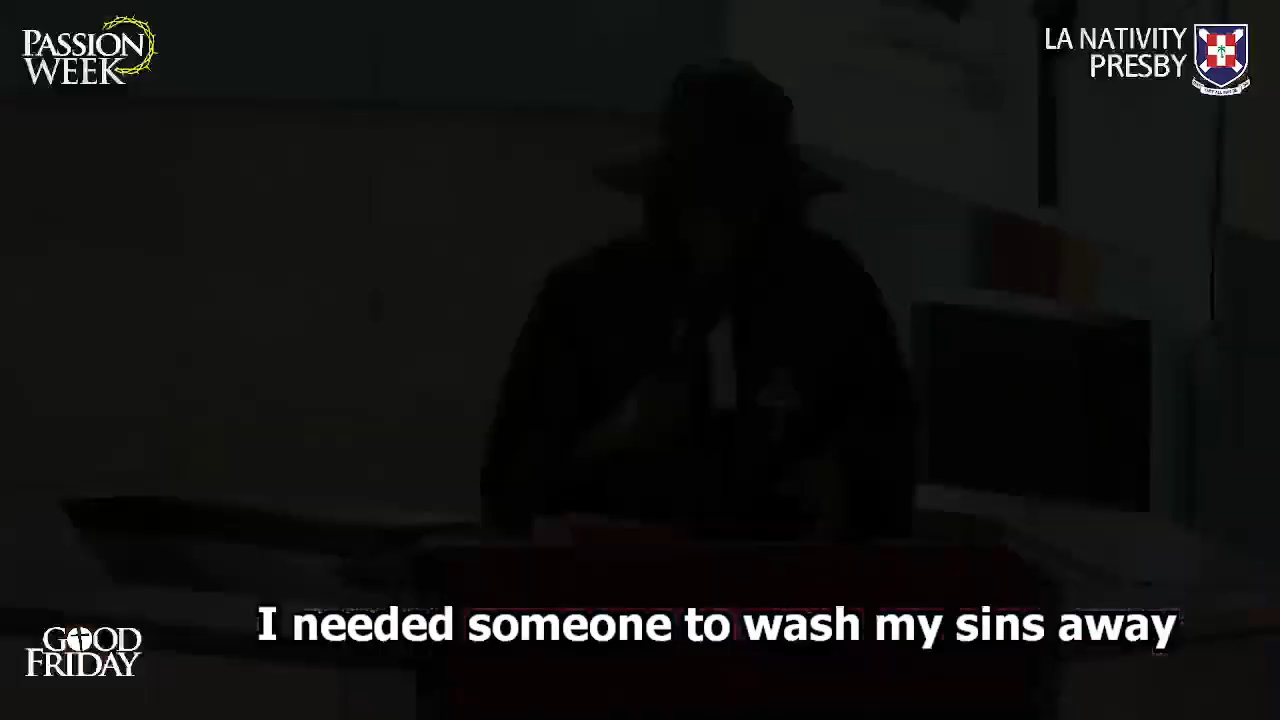 PASSION
WEEK
LA NATIVITY
PRESBY
GOOD
FRIDAY
I needed someone to wash my sins away